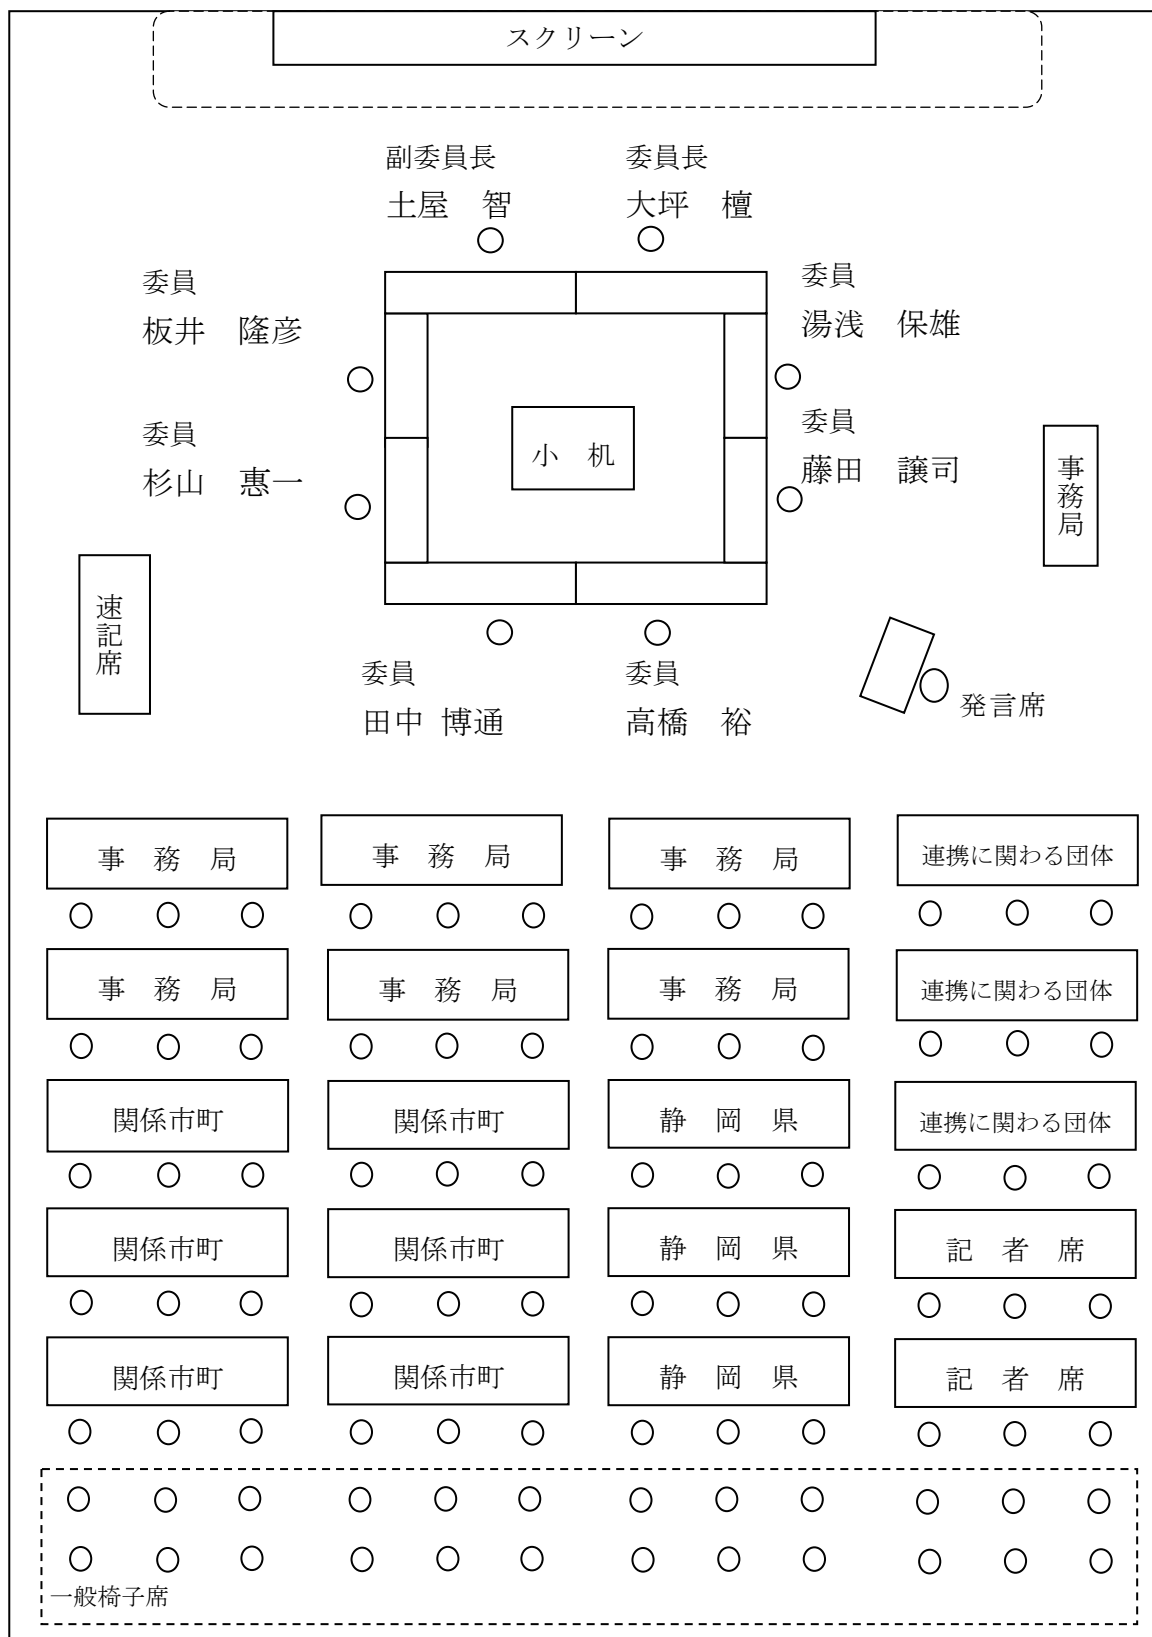 スクリーン
副委員長
土屋　智
委員長
大坪　檀
委員
板井　隆彦
委員
湯浅　保雄
委員
杉山　惠一
委員
藤田　譲司
小　机
事務局
速記席
委員
田中 博通
委員
高橋　裕
発言席
事　務　局
事　務　局
事　務　局
連携に関わる団体
事　務　局
事　務　局
事　務　局
連携に関わる団体
関係市町
関係市町
静　岡　県
連携に関わる団体
関係市町
関係市町
静　岡　県
記　者　席
関係市町
関係市町
静　岡　県
記　者　席
一般椅子席